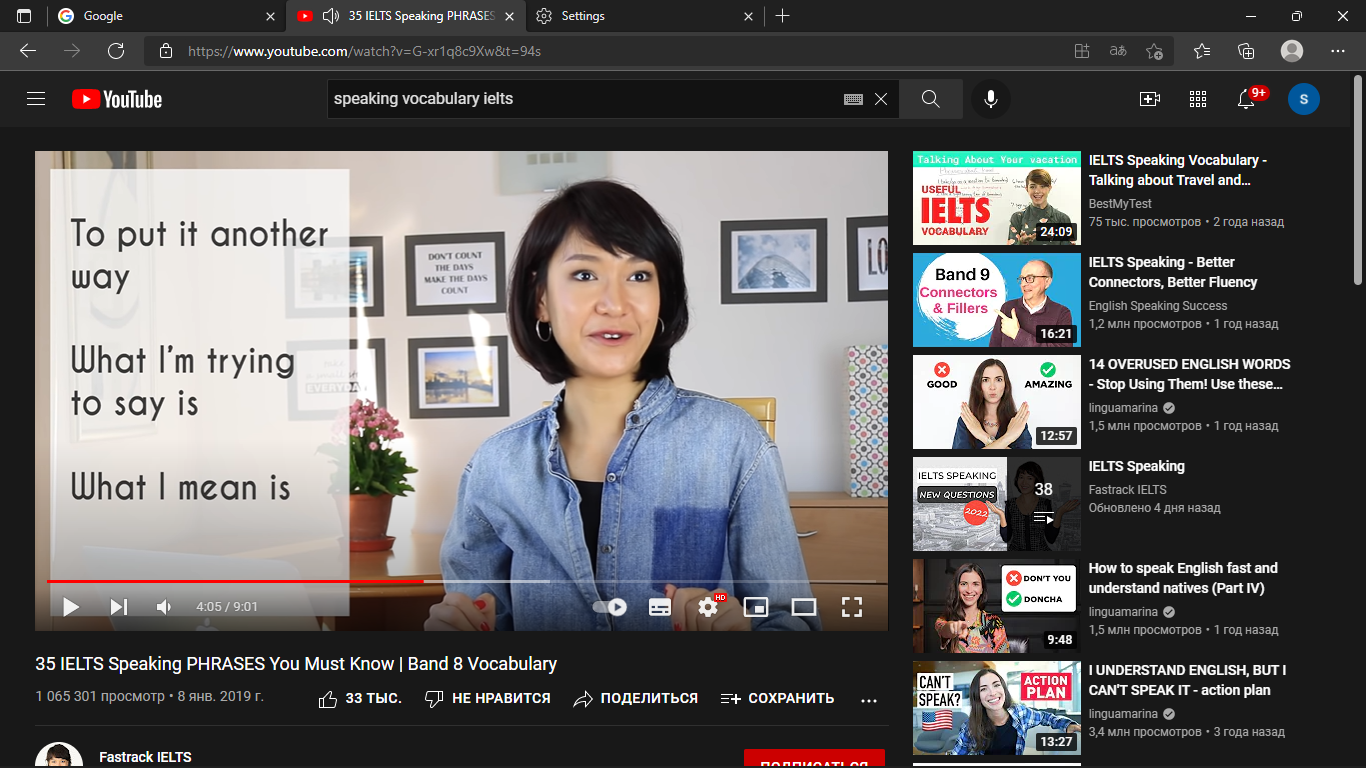 Google
35 IELTS Speaking PHRASES
Settings
https://www.youtube.com/watch?v=G-xr1q8c9Xw&t=94s
YouTube
speaking vocabulary ielts
9+
S
To put it another
way
What I'm trying
to say is
What I mean is
DON'T COUNT
THE DAYS
MAKE THE DAYS
COUNT
EVERYDAY
LO
4:05 / 9:01
HD
35 IELTS Speaking PHRASES You Must Know | Band 8 Vocabulary
1 065 301 просмотр • 8 янв. 2019 г.
33 ТЫС.
НЕ НРАВИТСЯ
ПОДЕЛИТЬСЯ
СОХРАНИТЬ
Fastrack IELTS
ПОДПИСАТЬСЯ
Talking About Your vacation
USEFUL
IELTS
VOCABULARY
24:09
IELTS Speaking Vocabulary -
Talking about Travel and...
BestMyTest
75 тыс. просмотров • 2 года назад
Band 9
Connectors
& Fillers
16:21
IELTS Speaking - Better
Connectors, Better Fluency
English Speaking Success
1,2 млн просмотров • 1 год назад
GOOD
AMAZING
12:57
14 OVERUSED ENGLISH WORDS
- Stop Using Them! Use these...
linguamarina
1,5 млн просмотров • 1 год назад
IELTS SPEAKING
NEW QUESTIONS
2022
38
IELTS Speaking
Fastrack IELTS
Обновлено 4 дня назад
DON'T YOU
DONCHA
9:48
How to speak English fast and
understand natives (Part IV)
linguamarina
1,5 млн просмотров • 1 год назад
CAN'T
SPEAK?
ACTION
PLAN
13:27
I UNDERSTAND ENGLISH, BUT I
CAN'T SPEAK IT - action plan
linguamarina
3,4 млн просмотров • 3 года назад